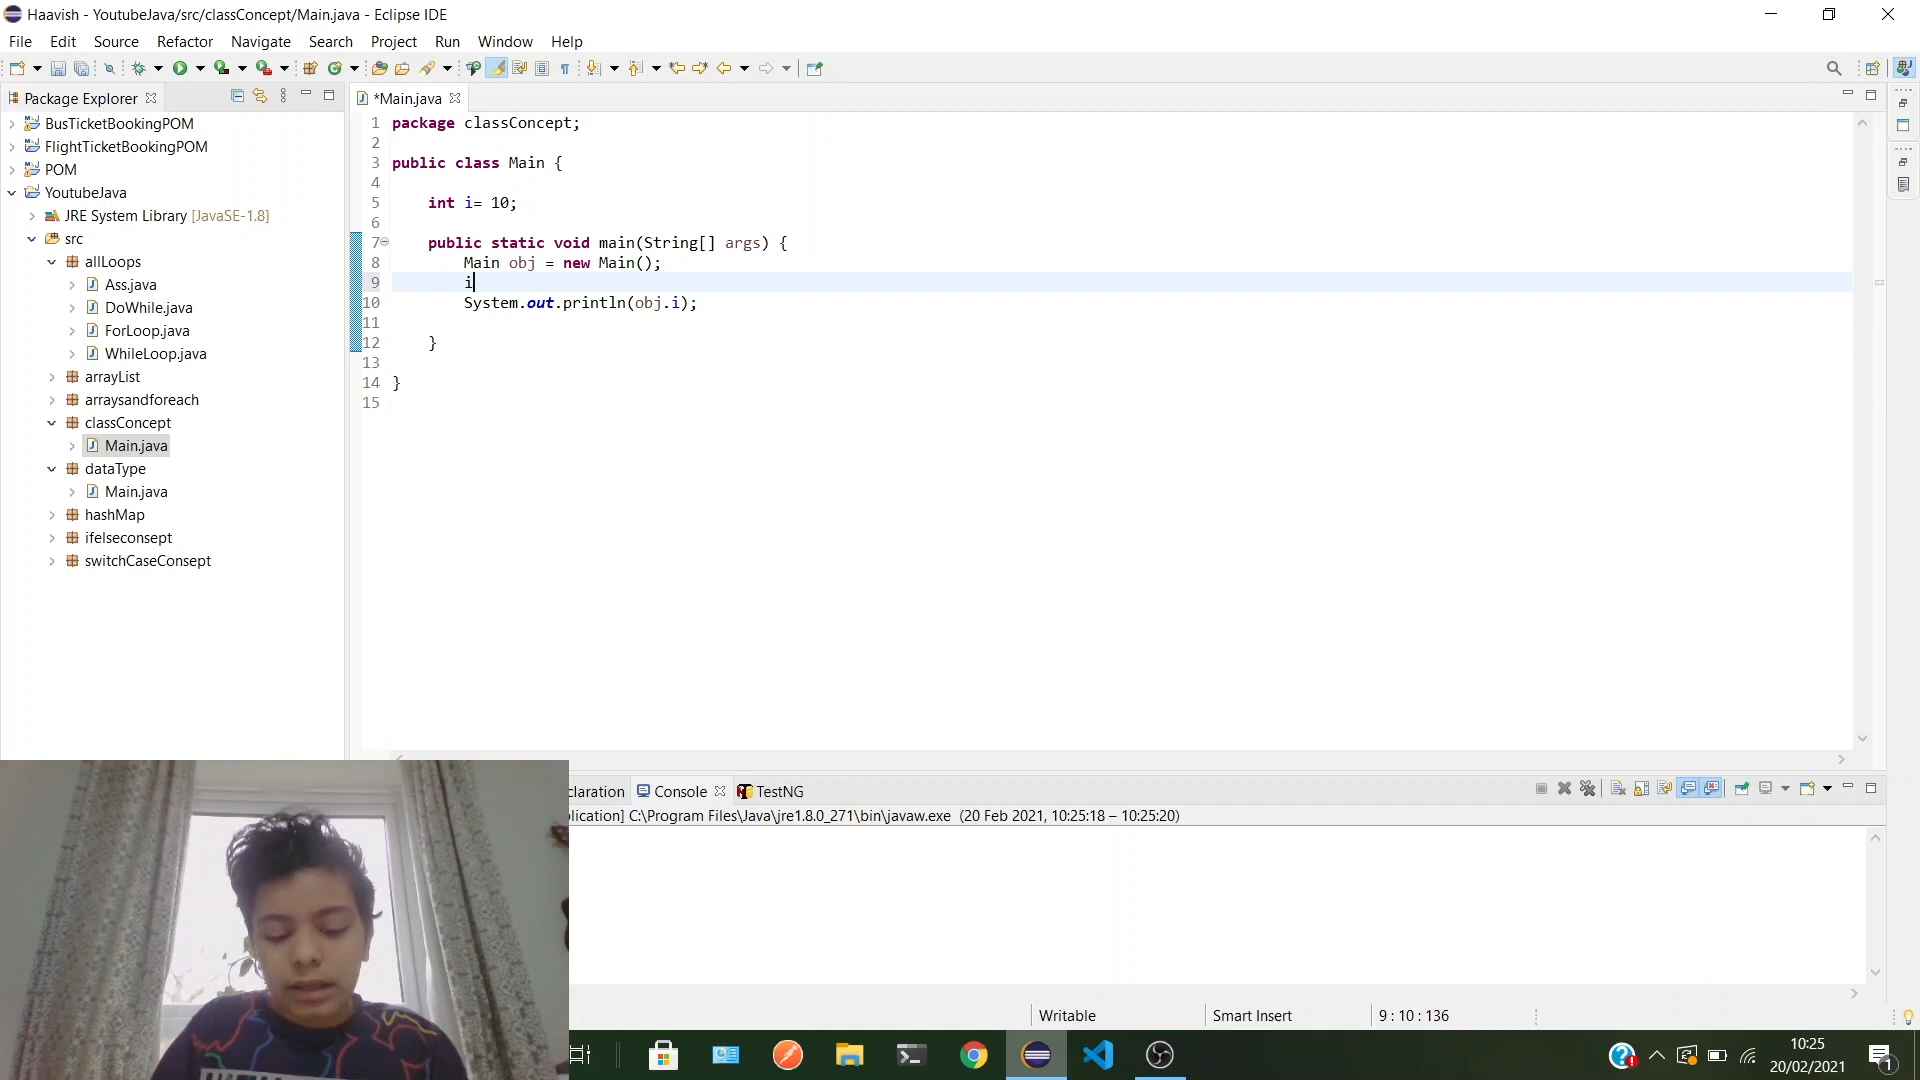 Haavish - YoutubeJava/src/classConcept/Main.java - Eclipse IDE
File Edit Source Refactor Navigate Search Project Run Window Help
Package Explorer
BusTicketBookingPOM
FlightTicketBookingPOM
POM
YoutubeJava
JRE System Library [JavaSE-1.8]
src
allLoops
Ass.java
DoWhile.java
ForLoop.java
WhileLoop.java
arrayList
arraysandforeach
classConcept
Main.java
dataType
Main.java
hashMap
ifelseconsept
switchCaseConsept
*Main.java
1 package classConcept;
2
3 public class Main {
4
5 int i= 10;
6
7 public static void main(String[] args) {
8 Main obj = new Main();
9 i
10 System.out.println(obj.i);
11
12 }
13
14 }
15
claration Console TestNG
lication] C:\Program Files\Java\jre1.8.0_271\bin\javaw.exe (20 Feb 2021, 10:25:18 – 10:25:20)
Writable Smart Insert 9 : 10 : 136
10:25
20/02/2021
1